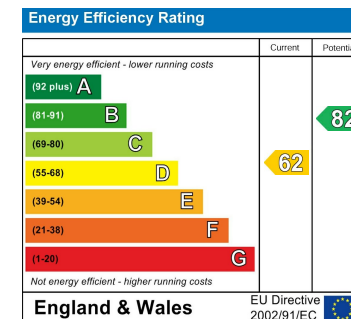 Energy Efficiency Rating
Current
Very energy efficient - lower running costs
(92 plus) A
(81-91) B
82
(69-80) C
(55-68) D
62
(39-54) E
(21-38) F
(1-20) G
Not energy efficient - higher running costs
England & Wales
EU Directive
2002/91/EC